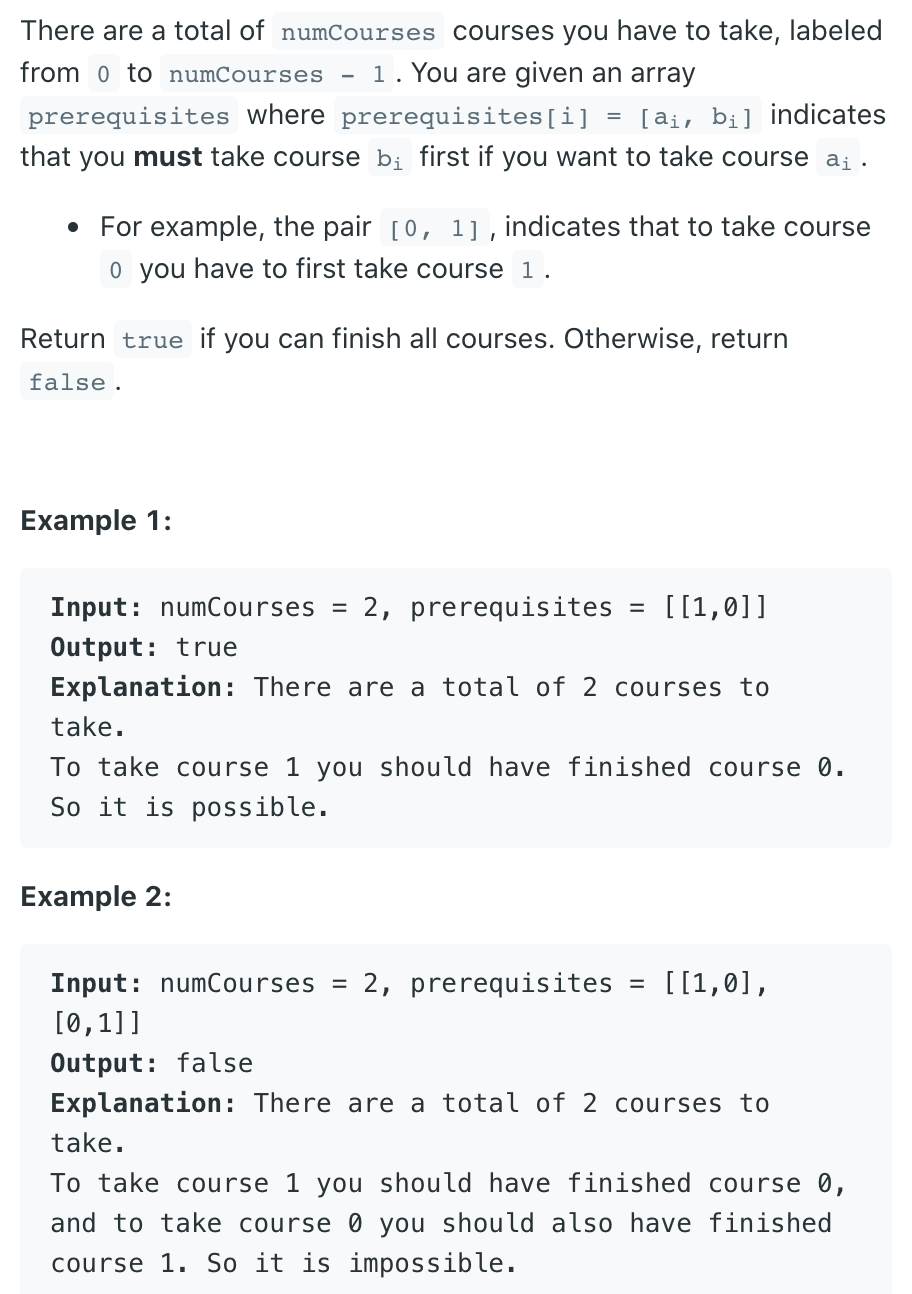 There are a total of numCourses courses you have to take, labeled
from 0 to numCourses - 1. You are given an array
prerequisites where prerequisites[i] = [aᵢ, bᵢ] indicates
that you must take course bᵢ first if you want to take course aᵢ.
• For example, the pair [0, 1], indicates that to take course
0 you have to first take course 1.
Return true if you can finish all courses. Otherwise, return
false.
Example 1:
Input: numCourses = 2, prerequisites = [[1,0]]
Output: true
Explanation: There are a total of 2 courses to
take.
To take course 1 you should have finished course 0.
So it is possible.
Example 2:
Input: numCourses = 2, prerequisites = [[1,0],
[0,1]]
Output: false
Explanation: There are a total of 2 courses to
take.
To take course 1 you should have finished course 0,
and to take course 0 you should also have finished
course 1. So it is impossible.